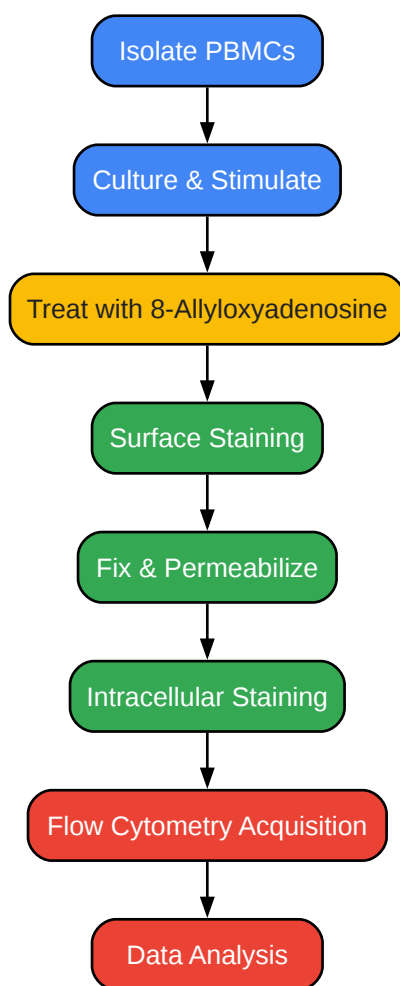 Isolate PBMCs
Culture & Stimulate
Treat with 8-Allyloxyadenosine
Surface Staining
Fix & Permeabilize
Intracellular Staining
Flow Cytometry Acquisition
Data Analysis